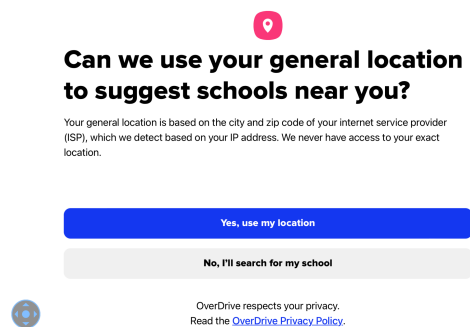 Can we use your general location
to suggest schools near you?
Your general location is based on the city and zip code of your internet service provider
(ISP), which we detect based on your IP address. We never have access to your exact
location.
Yes, use my location
No, I'll search for my school
OverDrive respects your privacy.
Read the OverDrive Privacy Policy.